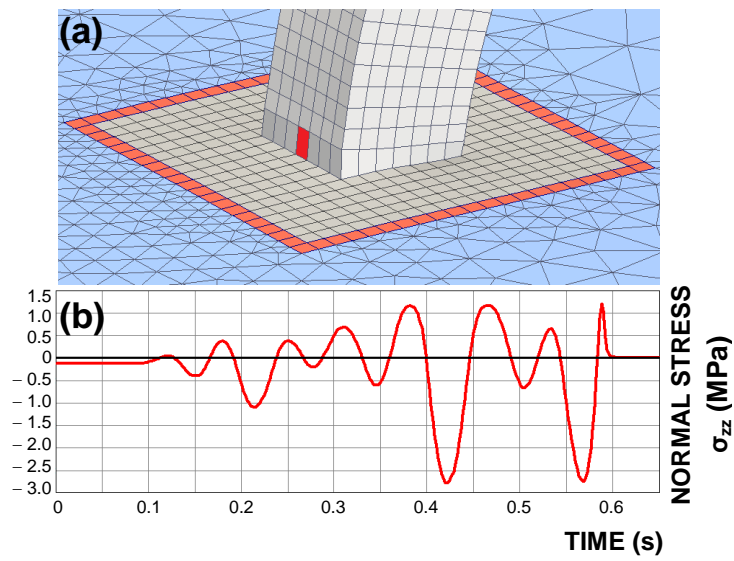 (a)
(b)
1.5
1.0
0.5
0
– 0.5
– 1.0
– 1.5
– 2.0
– 2.5
– 3.0
0 0.1 0.2 0.3 0.4 0.5 0.6
TIME (s)
NORMAL STRESS
σzz (MPa)